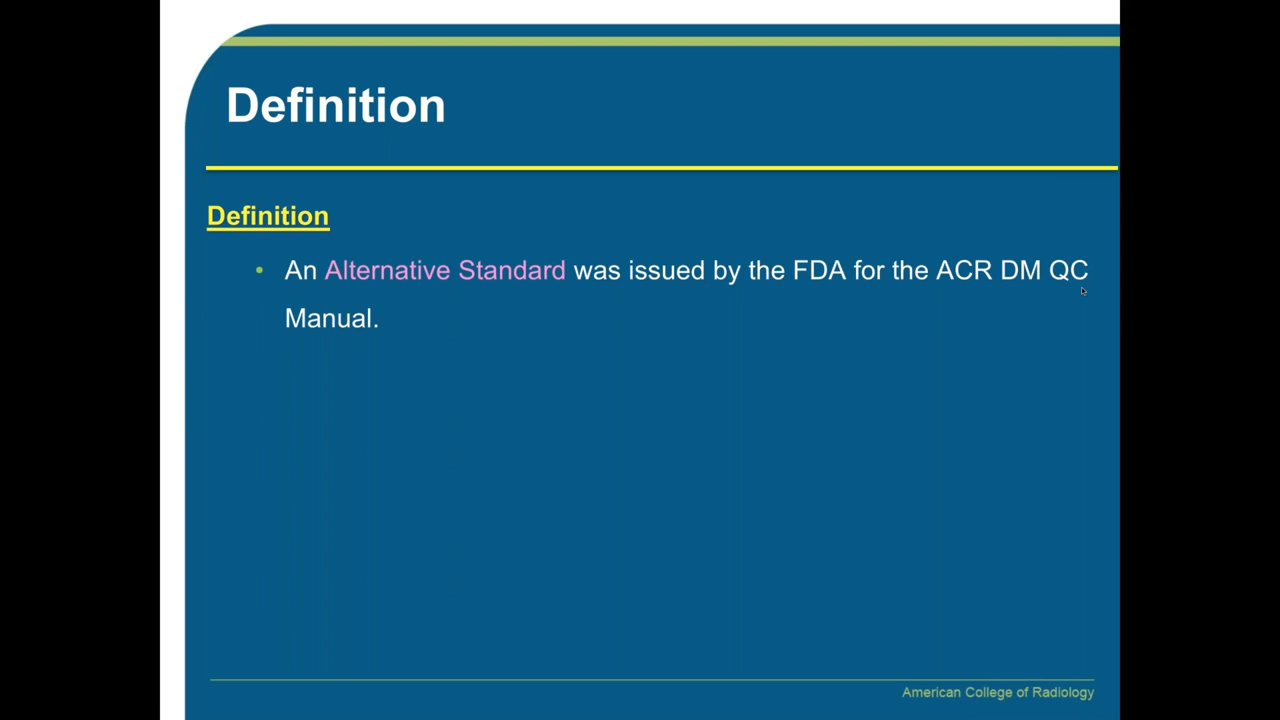 Definition
Definition
• An Alternative Standard was issued by the FDA for the ACR DM QC
Manual.
American College of Radiology